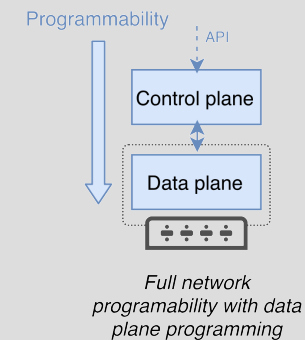 Programmability
API
Control plane
Data plane
Full network
programability with data
plane programming